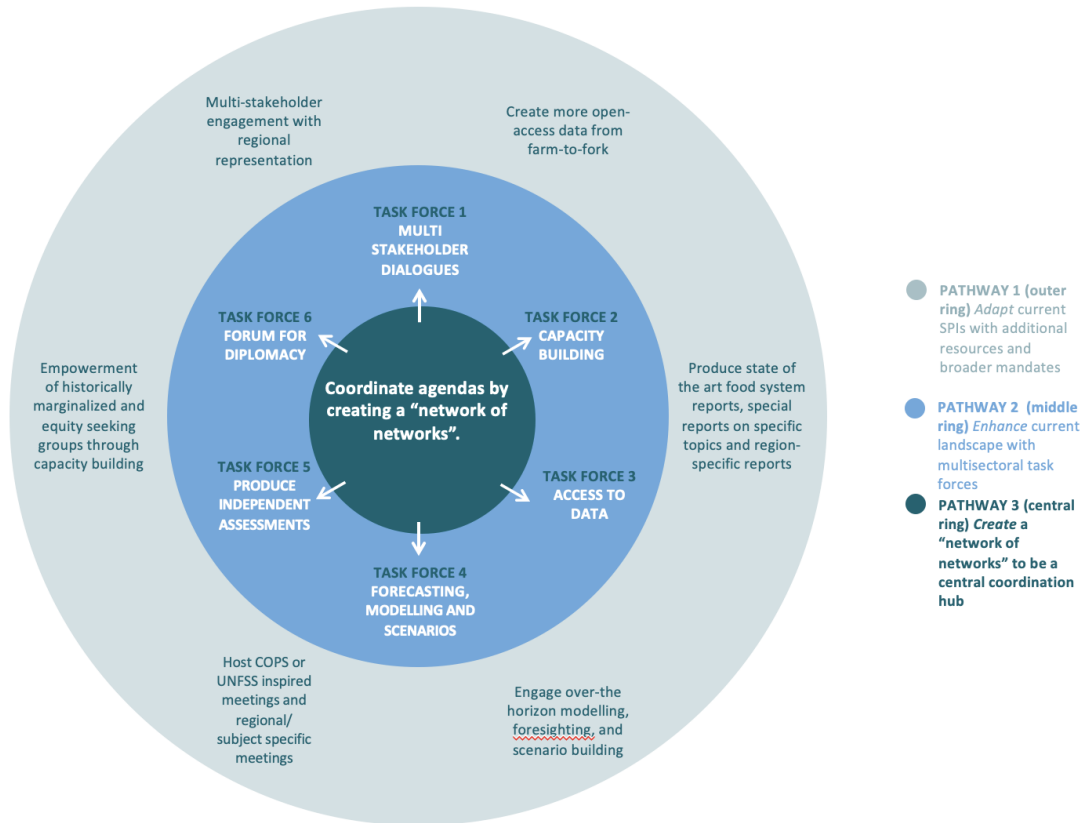 Multi-stakeholder
engagement with
regional
representation
Create more open-
access data from
farm-to-fork
TASK FORCE 1
MULTI
STAKEHOLDER
DIALOGUES
TASK FORCE 6
FORUM FOR
DIPLOMACY
TASK FORCE 2
CAPACITY
BUILDING
Empowerment
of historically
marginalized and
equity seeking
groups through
capacity building
Coordinate agendas by
creating a “network of
networks”.
Produce state of
the art food system
reports, special
reports on specific
topics and region-
specific reports
TASK FORCE 5
PRODUCE
INDEPENDENT
ASSESSMENTS
TASK FORCE 3
ACCESS TO
DATA
TASK FORCE 4
FORECASTING,
MODELLING AND
SCENARIOS
Host COPS or
UNFSS inspired
meetings and
regional/
subject specific
meetings
Engage over-the
horizon modelling,
foresighting, and
scenario building
PATHWAY 1 (outer
ring) Adapt current
SPIs with additional
resources and
broader mandates
PATHWAY 2 (middle
ring) Enhance current
landscape with
multisectoral task
forces
PATHWAY 3 (central
ring) Create a
“network of
networks” to be a
central coordination
hub